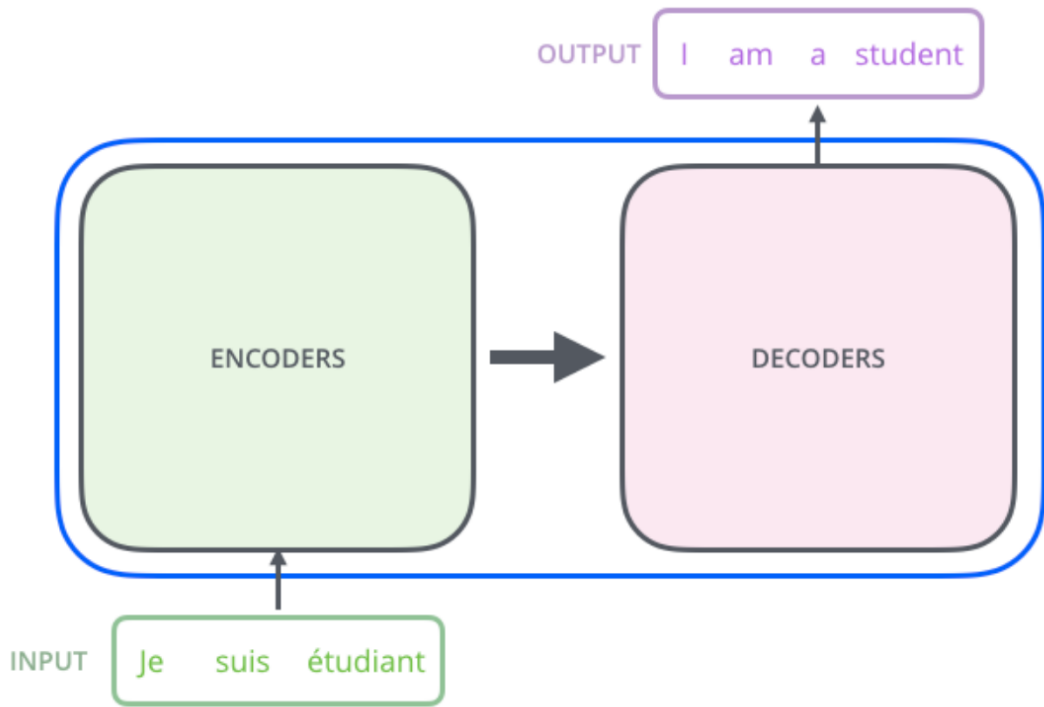 OUTPUT I am a student
ENCODERS DECODERS
INPUT Je suis étudiant